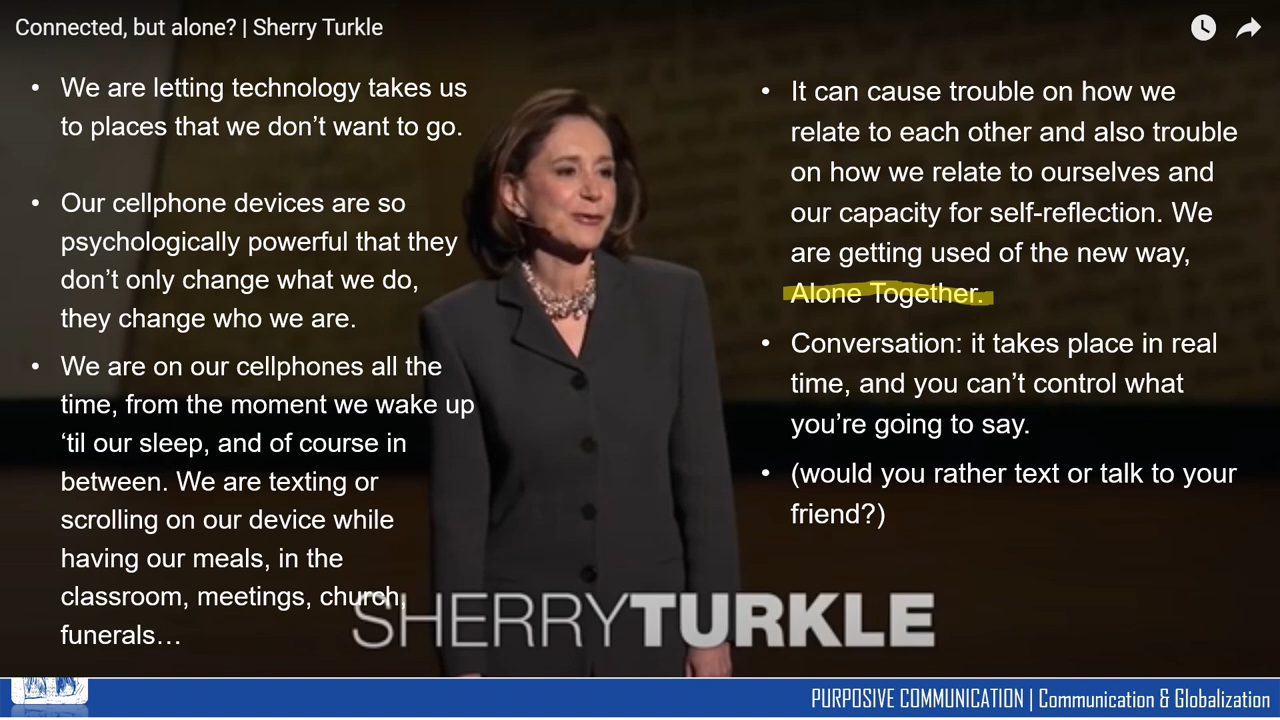 Connected, but alone? | Sherry Turkle
• We are letting technology takes us
to places that we don’t want to go.
• Our cellphone devices are so
psychologically powerful that they
don’t only change what we do,
they change who we are.
• We are on our cellphones all the
time, from the moment we wake up
‘til our sleep, and of course in
between. We are texting or
scrolling on our device while
having our meals, in the
classroom, meetings, church,
funerals…
• It can cause trouble on how we
relate to each other and also trouble
on how we relate to ourselves and
our capacity for self-reflection. We
are getting used of the new way,
Alone Together.
• Conversation: it takes place in real
time, and you can’t control what
you’re going to say.
• (would you rather text or talk to your
friend?)
SHERRYTURKLE
PURPOSIVE COMMUNICATION | Communication & Globalization